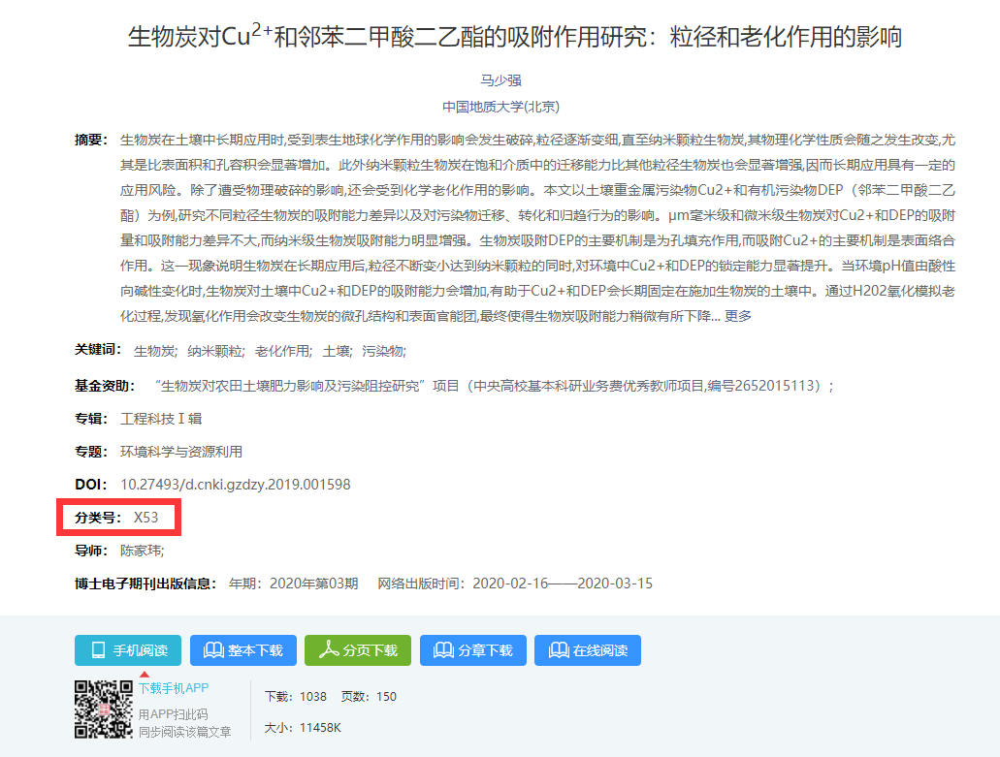 生物炭对Cu²⁺和邻苯二甲酸二乙酯的吸附作用研究：粒径和老化作用的影响
马少强
中国地质大学(北京)
摘要： 生物炭在土壤中长期应用时,受到表生地球化学作用的影响会发生破碎,粒径逐渐变细,直至纳米颗粒生物炭,其物理化学性质会随之发生改变,尤
其是比表面积和孔容积会显著增加。此外纳米颗粒生物炭在饱和介质中的迁移能力比其他粒径生物炭也会显著增强,因而长期应用具有一定的
应用风险。除了遭受物理破碎的影响,还会受到化学老化作用的影响。本文以土壤重金属污染物Cu2+和有机污染物DEP（邻苯二甲酸二乙
酯）为例,研究不同粒径生物炭的吸附能力差异以及对污染物迁移、转化和归趋行为的影响。μm毫米级和微米级生物炭对Cu2+和DEP的吸附
量和吸附能力差异不大,而纳米级生物炭吸附能力明显增强。生物炭吸附DEP的主要机制是为孔填充作用,而吸附Cu2+的主要机制是表面络合
作用。这一现象说明生物炭在长期应用后,粒径不断变小达到纳米颗粒的同时,对环境中Cu2+和DEP的锁定能力显著提升。当环境pH值由酸性
向碱性变化时,生物炭对土壤中Cu2+和DEP的吸附能力会增加,有助于Cu2+和DEP会长期固定在施加生物炭的土壤中。通过H202氧化模拟老
化过程,发现氧化作用会改变生物炭的微孔结构和表面官能团,最终使得生物炭吸附能力稍微有所下降... 更多
关键词： 生物炭; 纳米颗粒; 老化作用; 土壤; 污染物;
基金资助： “生物炭对农田土壤肥力影响及污染阻控研究”项目（中央高校基本科研业务费优秀教师项目,编号2652015113）;
专辑： 工程科技Ⅰ辑
专题： 环境科学与资源利用
DOI： 10.27493/d.cnki.gzdzy.2019.001598
分类号： X53
导师： 陈家玮;
博士电子期刊出版信息： 年期：2020年第03期 网络出版时间：2020-02-16——2020-03-15
手机阅读 整本下载 分页下载 分章下载 在线阅读
下载手机APP
用APP扫此码
同步阅读该篇文章
下载：1038 页数：150
大小：11458K